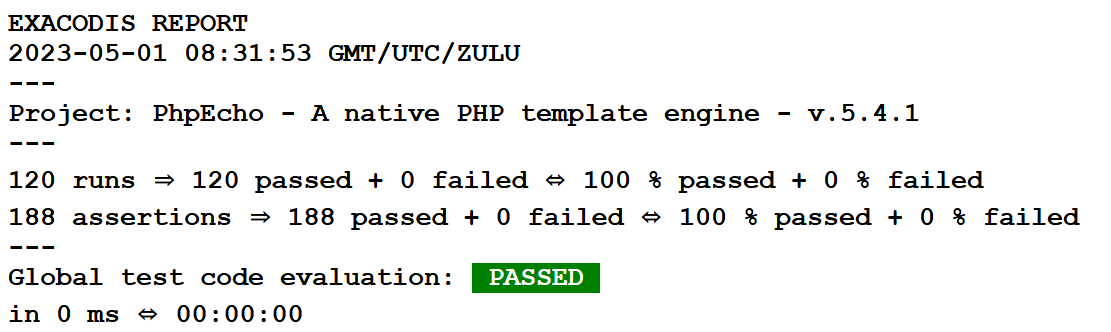 EXACODIS REPORT
2023-05-01 08:31:53 GMT/UTC/ZULU
---
Project: PhpEcho - A native PHP template engine - v.5.4.1
---
120 runs ⇒ 120 passed + 0 failed ⇔ 100 % passed + 0 % failed
188 assertions ⇒ 188 passed + 0 failed ⇔ 100 % passed + 0 % failed
---
Global test code evaluation: PASSED
in 0 ms ⇔ 00:00:00